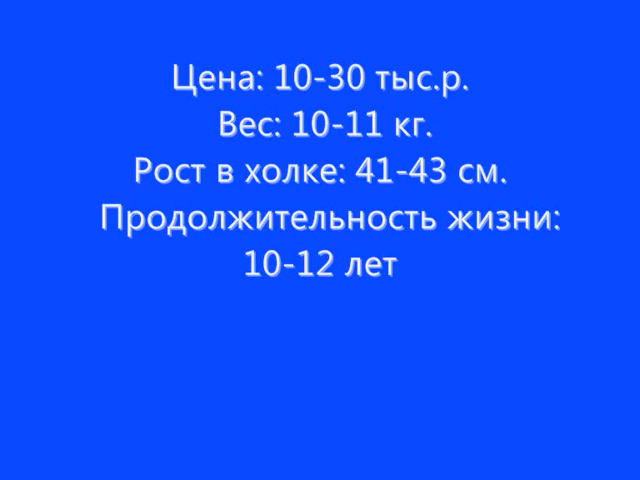 Цена: 10-30 тыс.р.
Вес: 10-11 кг.
Рост в холке: 41-43 см.
Продолжительность жизни:
10-12 лет